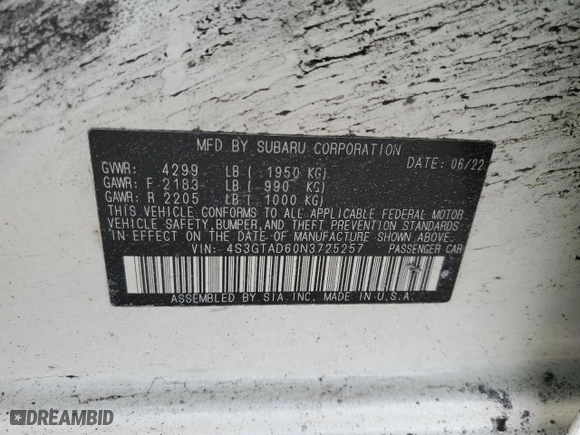 MFD BY SUBARU CORPORATION
GVWR: 4299 LB ( 1950 KG) DATE: 06/22
GAWR: F 2183 LB ( 990 KG)
GAWR: R 2205 LB ( 1000 KG)
THIS VEHICLE CONFORMS TO ALL APPLICABLE FEDERAL MOTOR
VEHICLE SAFETY, BUMPER, AND THEFT PREVENTION STANDARDS
IN EFFECT ON THE DATE OF MANUFACTURE SHOWN ABOVE.
VIN: 4S3GTAD60N3725257 PASSENGER CAR
ASSEMBLED BY SIA.INC. MADE IN U.S.A.
DREAMBID